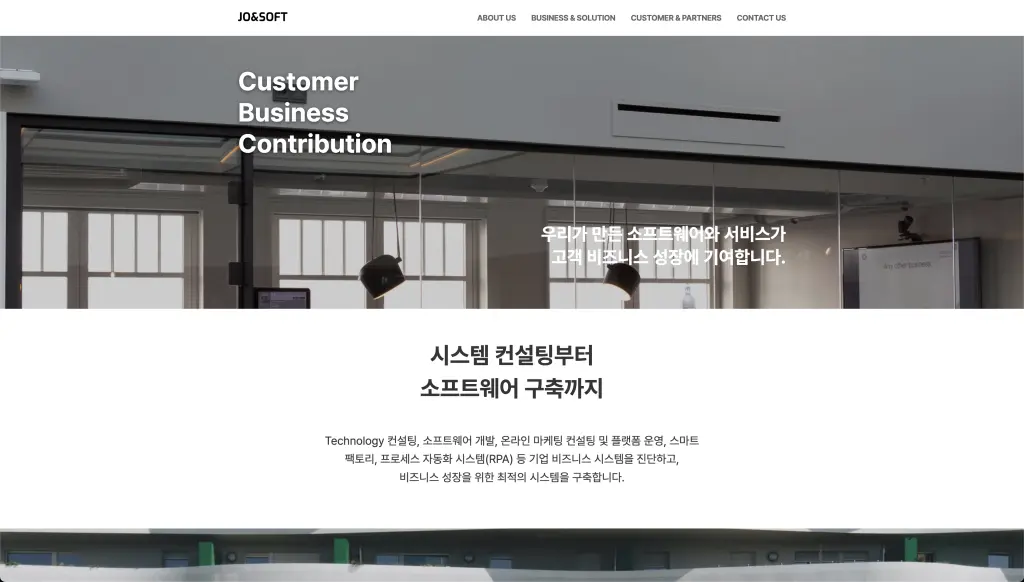 JO&SOFT
ABOUT US
BUSINESS & SOLUTION
CUSTOMER & PARTNERS
CONTACT US
Customer
Business
Contribution
우리가 만든 소프트웨어와 서비스가
고객 비즈니스 성장에 기여합니다.
Any other business
시스템 컨설팅부터
소프트웨어 구축까지
Technology 컨설팅, 소프트웨어 개발, 온라인 마케팅 컨설팅 및 플랫폼 운영, 스마트
팩토리, 프로세스 자동화 시스템(RPA) 등 기업 비즈니스 시스템을 진단하고,
비즈니스 성장을 위한 최적의 시스템을 구축합니다.